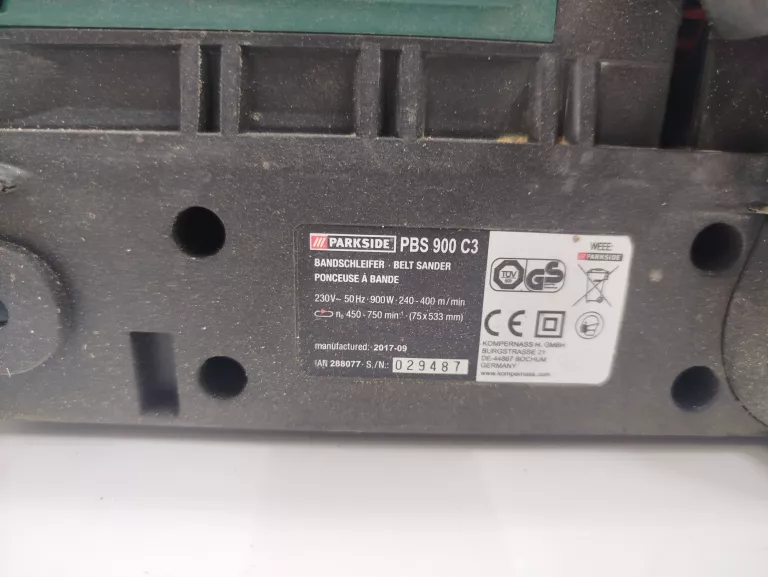 /// PARKSIDE PBS 900 C3
BANDSCHLEIFER · BELT SANDER
PONCEUSE À BANDE
230V~ 50Hz · 900W · 240 - 400 m/min
n₀ 450 - 750 min⁻¹ · (75 x 533 mm)
manufactured: · 2017-09
IAN 288077 · S./N.: 029487
WEEE:
/// PARKSIDE
TÜV
GS
CE
KOMPERNASS H. GMBH
BURGSTRASSE 21
DE-44867 BOCHUM
GERMANY
www.kompernass.com